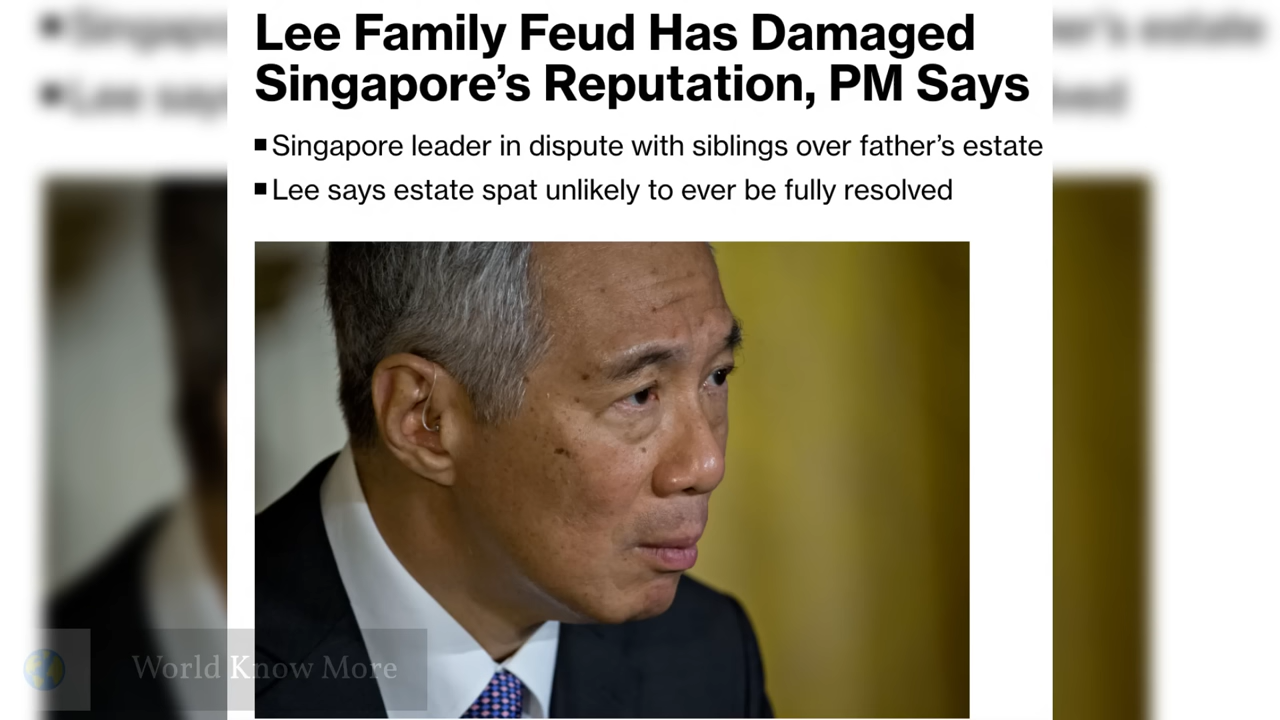 Lee Family Feud Has Damaged
Singapore's Reputation, PM Says
▪ Singapore leader in dispute with siblings over father's estate
▪ Lee says estate spat unlikely to ever be fully resolved
World Know More